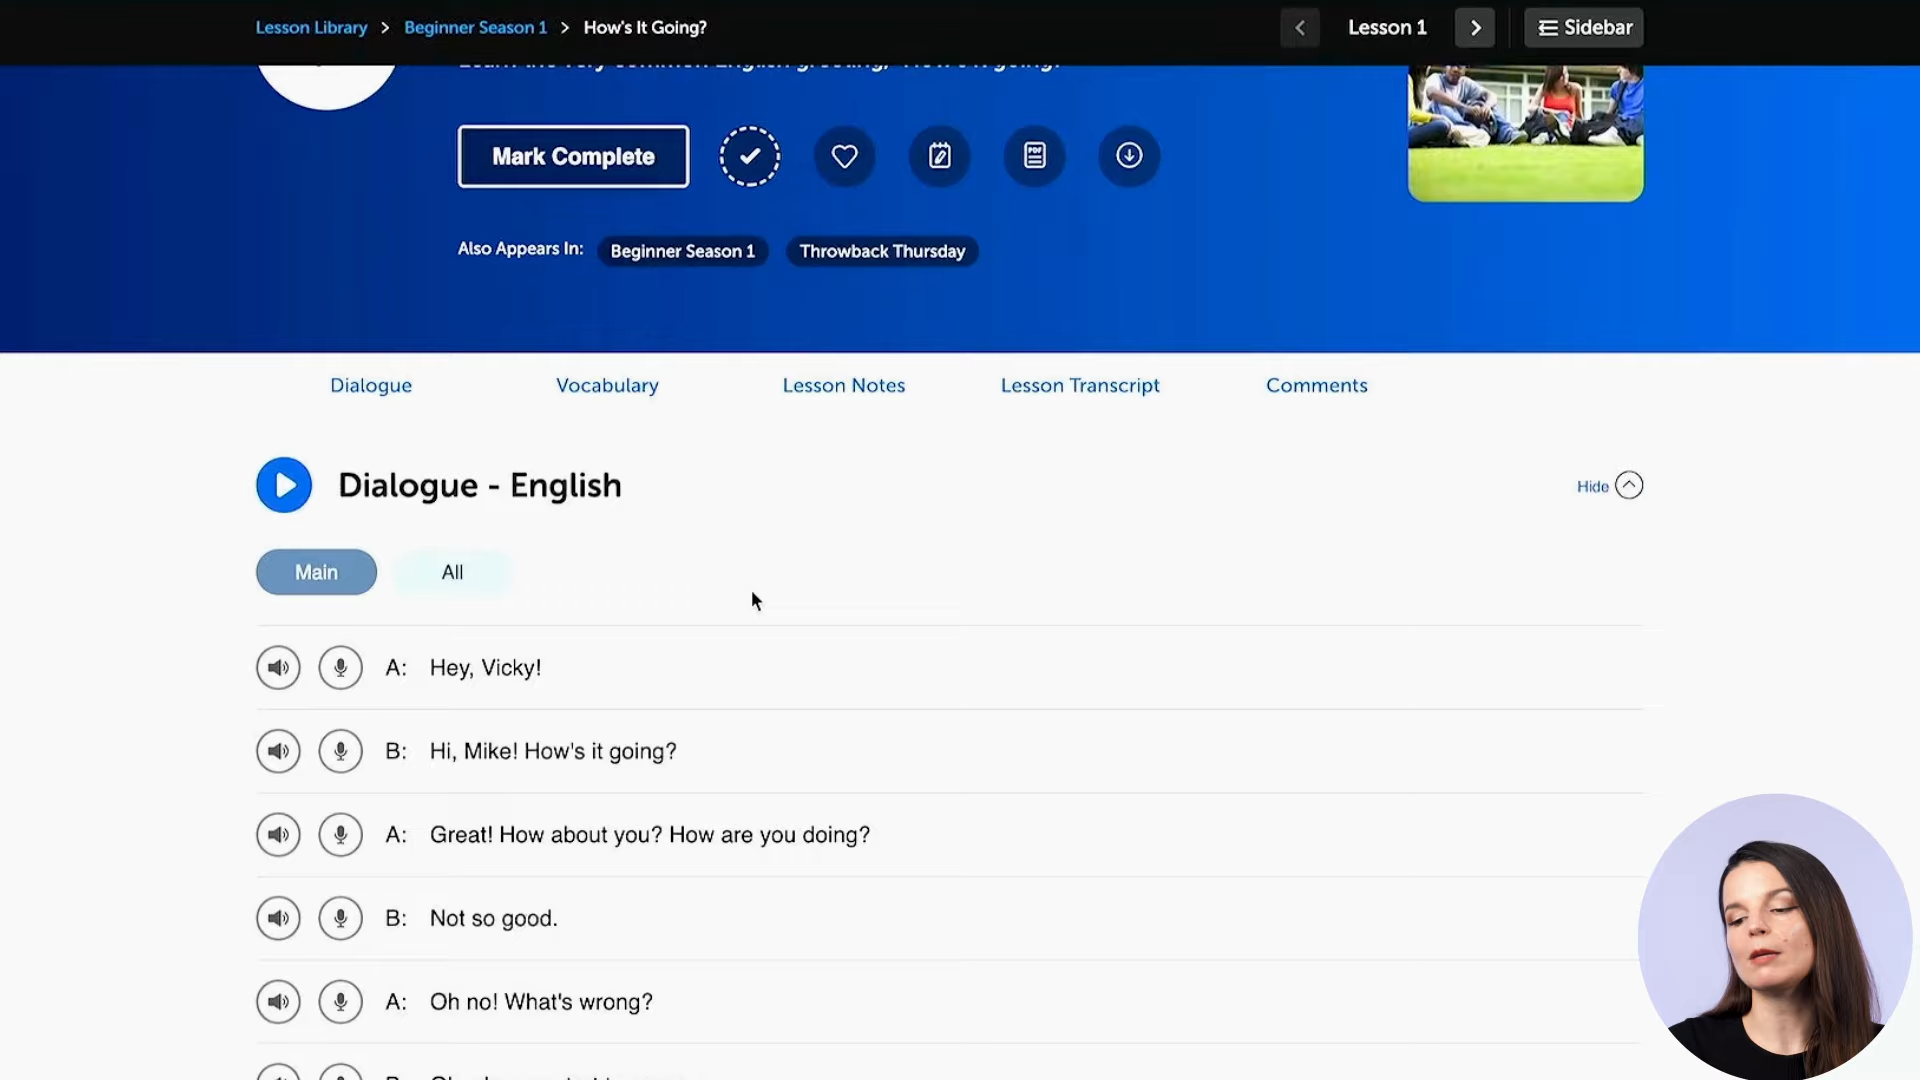 Lesson Library > Beginner Season 1 > How's It Going?
< Lesson 1 > Sidebar
Mark Complete
PDF
Also Appears In: Beginner Season 1 Throwback Thursday
Dialogue Vocabulary Lesson Notes Lesson Transcript Comments
Dialogue - English
Hide
Main All
A: Hey, Vicky!
B: Hi, Mike! How's it going?
A: Great! How about you? How are you doing?
B: Not so good.
A: Oh no! What's wrong?